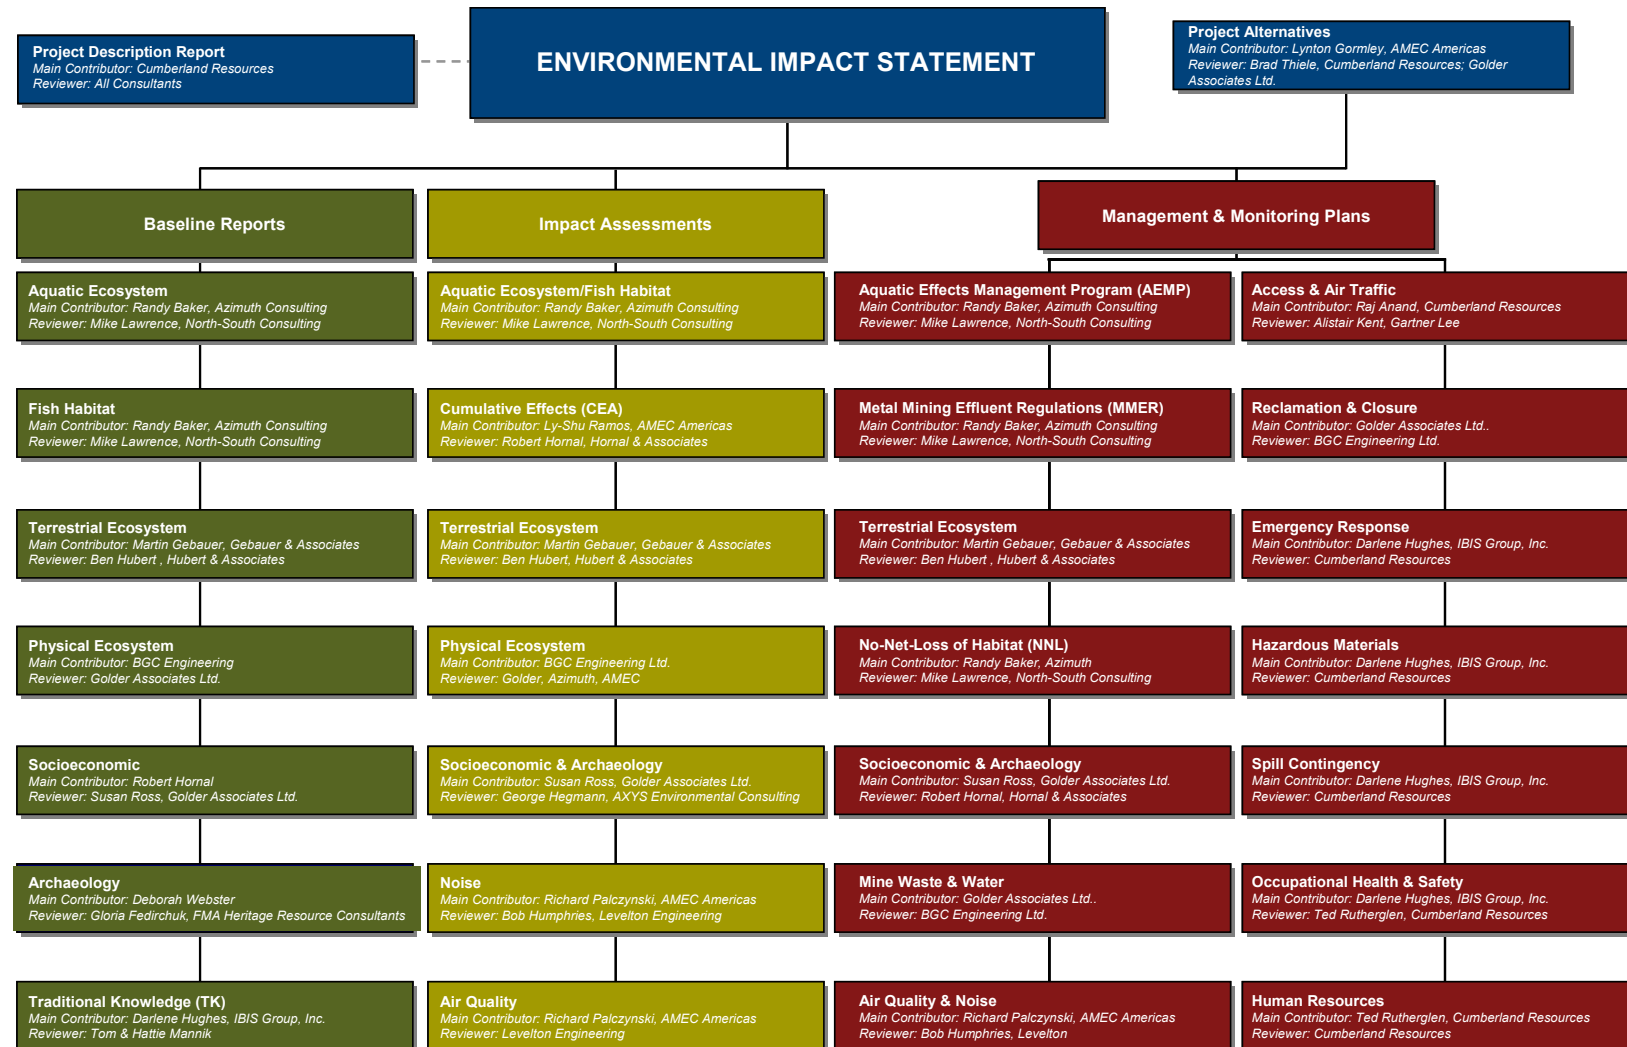 Project Description Report
Main Contributor: Cumberland Resources
Reviewer: All Consultants
ENVIRONMENTAL IMPACT STATEMENT
Project Alternatives
Main Contributor: Lynton Gormley, AMEC Americas
Reviewer: Brad Thiele, Cumberland Resources; Golder
Associates Ltd.
Baseline Reports
Aquatic Ecosystem
Main Contributor: Randy Baker, Azimuth Consulting
Reviewer: Mike Lawrence, North-South Consulting
Fish Habitat
Main Contributor: Randy Baker, Azimuth Consulting
Reviewer: Mike Lawrence, North-South Consulting
Terrestrial Ecosystem
Main Contributor: Martin Gebauer, Gebauer & Associates
Reviewer: Ben Hubert , Hubert & Associates
Physical Ecosystem
Main Contributor: BGC Engineering
Reviewer: Golder Associates Ltd.
Socioeconomic
Main Contributor: Robert Hornal
Reviewer: Susan Ross, Golder Associates Ltd.
Archaeology
Main Contributor: Deborah Webster
Reviewer: Gloria Fedirchuk, FMA Heritage Resource Consultants
Traditional Knowledge (TK)
Main Contributor: Darlene Hughes, IBIS Group, Inc.
Reviewer: Tom & Hattie Mannik
Impact Assessments
Aquatic Ecosystem/Fish Habitat
Main Contributor: Randy Baker, Azimuth Consulting
Reviewer: Mike Lawrence, North-South Consulting
Cumulative Effects (CEA)
Main Contributor: Ly-Shu Ramos, AMEC Americas
Reviewer: Robert Hornal, Hornal & Associates
Terrestrial Ecosystem
Main Contributor: Martin Gebauer, Gebauer & Associates
Reviewer: Ben Hubert, Hubert & Associates
Physical Ecosystem
Main Contributor: BGC Engineering Ltd.
Reviewer: Golder, Azimuth, AMEC
Socioeconomic & Archaeology
Main Contributor: Susan Ross, Golder Associates Ltd.
Reviewer: George Hegmann, AXYS Environmental Consulting
Noise
Main Contributor: Richard Palczynski, AMEC Americas
Reviewer: Bob Humphries, Levelton Engineering
Air Quality
Main Contributor: Richard Palczynski, AMEC Americas
Reviewer: Levelton Engineering
Management & Monitoring Plans
Aquatic Effects Management Program (AEMP)
Main Contributor: Randy Baker, Azimuth Consulting
Reviewer: Mike Lawrence, North-South Consulting
Metal Mining Effluent Regulations (MMER)
Main Contributor: Randy Baker, Azimuth Consulting
Reviewer: Mike Lawrence, North-South Consulting
Terrestrial Ecosystem
Main Contributor: Martin Gebauer, Gebauer & Associates
Reviewer: Ben Hubert , Hubert & Associates
No-Net-Loss of Habitat (NNL)
Main Contributor: Randy Baker, Azimuth
Reviewer: Mike Lawrence, North-South Consulting
Socioeconomic & Archaeology
Main Contributor: Susan Ross, Golder Associates Ltd.
Reviewer: Robert Hornal, Hornal & Associates
Mine Waste & Water
Main Contributor: Golder Associates Ltd..
Reviewer: BGC Engineering Ltd.
Air Quality & Noise
Main Contributor: Richard Palczynski, AMEC Americas
Reviewer: Bob Humphries, Levelton
Access & Air Traffic
Main Contributor: Raj Anand, Cumberland Resources
Reviewer: Alistair Kent, Gartner Lee
Reclamation & Closure
Main Contributor: Golder Associates Ltd..
Reviewer: BGC Engineering Ltd.
Emergency Response
Main Contributor: Darlene Hughes, IBIS Group, Inc.
Reviewer: Cumberland Resources
Hazardous Materials
Main Contributor: Darlene Hughes, IBIS Group, Inc.
Reviewer: Cumberland Resources
Spill Contingency
Main Contributor: Darlene Hughes, IBIS Group, Inc.
Reviewer: Cumberland Resources
Occupational Health & Safety
Main Contributor: Darlene Hughes, IBIS Group, Inc.
Reviewer: Ted Rutherglen, Cumberland Resources
Human Resources
Main Contributor: Ted Rutherglen, Cumberland Resources
Reviewer: Cumberland Resources